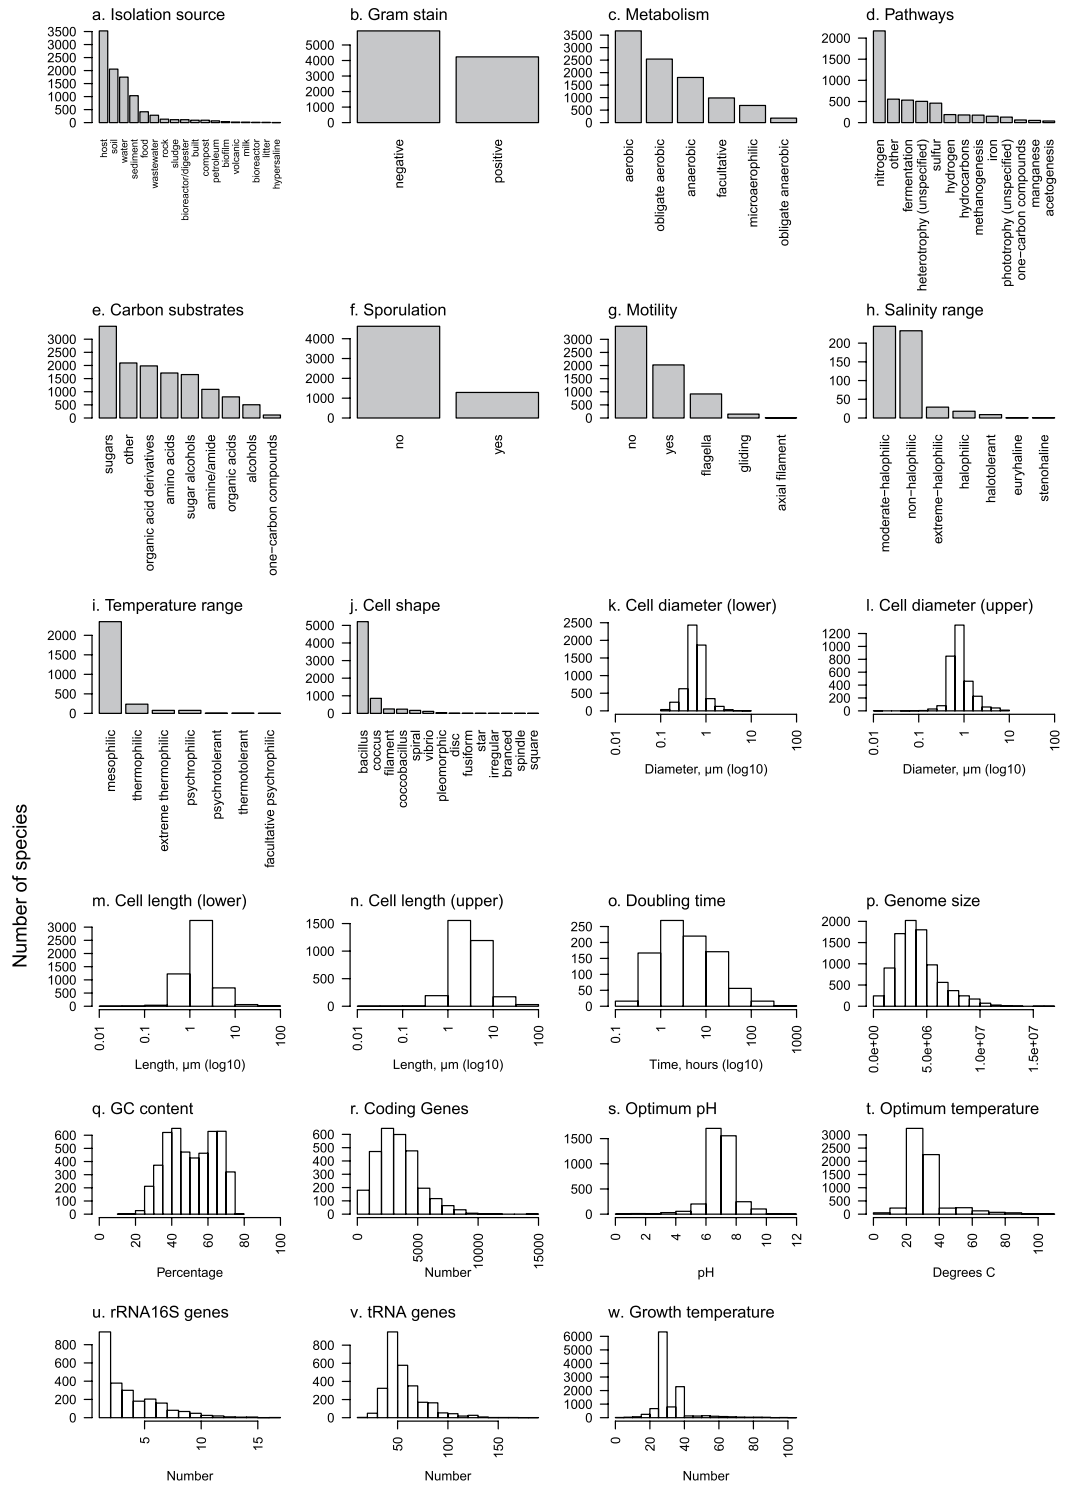 Number of species
a. Isolation source
3500
3000
2500
2000
1500
1000
500
0
host
soil
water
sediment
food
wastewater
rock
sludge
bioreactor/digester
built
compost
petroleum
biofilm
volcanic
milk
bioreactor
litter
hypersaline
b. Gram stain
5000
4000
3000
2000
1000
0
negative
positive
c. Metabolism
3500
3000
2500
2000
1500
1000
500
0
aerobic
obligate aerobic
anaerobic
facultative
microaerophilic
obligate anaerobic
d. Pathways
2000
1500
1000
500
0
nitrogen
other
fermentation
heterotrophy (unspecified)
sulfur
hydrogen
hydrocarbons
methanogenesis
iron
phototrophy (unspecified)
one−carbon compounds
manganese
acetogenesis
e. Carbon substrates
3000
2500
2000
1500
1000
500
0
sugars
other
organic acid derivatives
amino acids
sugar alcohols
amine/amide
organic acids
alcohols
one−carbon compounds
f. Sporulation
4000
3000
2000
1000
0
no
yes
g. Motility
3000
2500
2000
1500
1000
500
0
no
yes
flagella
gliding
axial filament
h. Salinity range
200
150
100
50
0
moderate−halophilic
non−halophilic
extreme−halophilic
halophilic
halotolerant
euryhaline
stenohaline
i. Temperature range
2000
1500
1000
500
0
mesophilic
thermophilic
extreme thermophilic
psychrophilic
psychrotolerant
thermotolerant
facultative psychrophilic
j. Cell shape
5000
4000
3000
2000
1000
0
bacillus
coccus
filament
coccobacillus
spiral
vibrio
pleomorphic
disc
fusiform
star
irregular
branced
spindle
square
k. Cell diameter (lower)
2500
2000
1500
1000
500
0
0.01
0.1
1
10
100
Diameter, µm (log10)
l. Cell diameter (upper)
1200
1000
800
600
400
200
0
0.01
0.1
1
10
100
Diameter, µm (log10)
m. Cell length (lower)
3000
2500
2000
1500
1000
500
0
0.01
0.1
1
10
100
Length, µm (log10)
n. Cell length (upper)
1500
1000
500
0
0.01
0.1
1
10
100
Length, µm (log10)
o. Doubling time
250
200
150
100
50
0
0.1
1
10
100
1000
Time, hours (log10)
p. Genome size
2000
1500
1000
500
0
0.0e+00
5.0e+06
1.0e+07
1.5e+07
q. GC content
600
500
400
300
200
100
0
0
20
40
60
80
100
Percentage
r. Coding Genes
600
500
400
300
200
100
0
0
5000
10000
15000
Number
s. Optimum pH
1500
1000
500
0
0
2
4
6
8
10
12
pH
t. Optimum temperature
3000
2500
2000
1500
1000
500
0
0
20
40
60
80
100
Degrees C
u. rRNA16S genes
800
600
400
200
0
5
10
15
Number
v. tRNA genes
800
600
400
200
0
50
100
150
Number
w. Growth temperature
6000
5000
4000
3000
2000
1000
0
0
20
40
60
80
100
Number